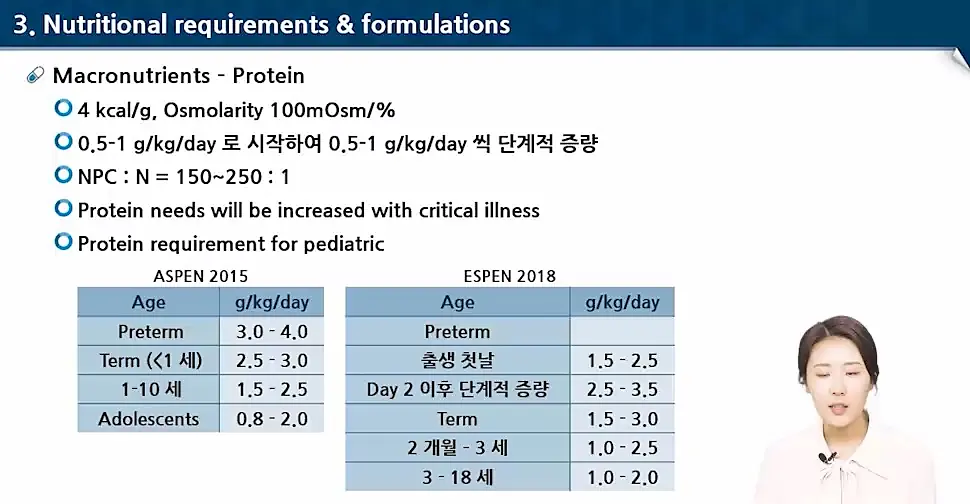 3. Nutritional requirements & formulations
Macronutrients - Protein
4 kcal/g, Osmolarity 100mOsm/%
0.5-1 g/kg/day 로 시작하여 0.5-1 g/kg/day 씩 단계적 증량
NPC : N = 150~250 : 1
Protein needs will be increased with critical illness
Protein requirement for pediatric
ASPEN 2015
Age g/kg/day
Preterm 3.0 - 4.0
Term (<1 세) 2.5 - 3.0
1-10 세 1.5 - 2.5
Adolescents 0.8 - 2.0
ESPEN 2018
Age g/kg/day
Preterm
출생 첫날 1.5 - 2.5
Day 2 이후 단계적 증량 2.5 - 3.5
Term 1.5 - 3.0
2 개월 - 3 세 1.0 - 2.5
3 - 18 세 1.0 - 2.0